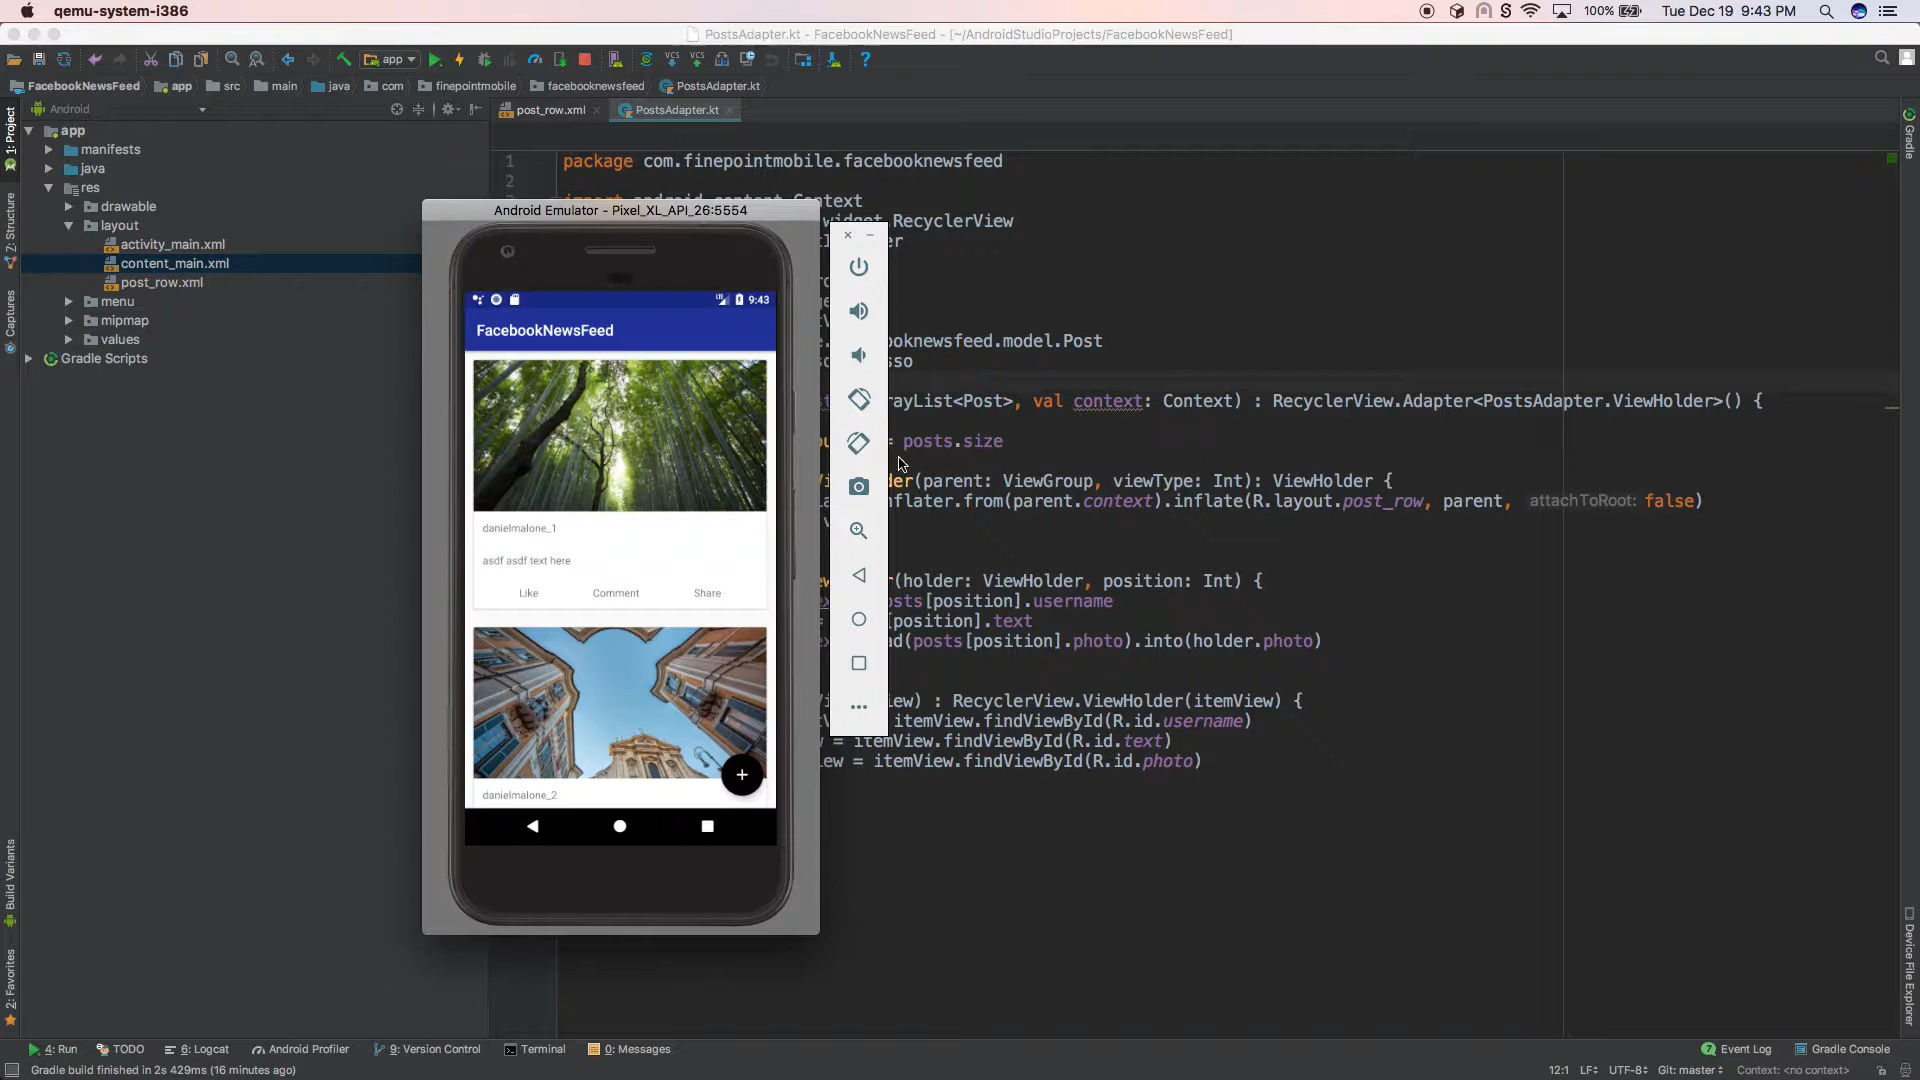 qemu-system-i386
100%
Tue Dec 19 9:43 PM
PostsAdapter.kt - FacebookNewsFeed - [~/AndroidStudioProjects/FacebookNewsFeed]
app
FacebookNewsFeed
app
src
main
java
com
finepointmobile
facebooknewsfeed
PostsAdapter.kt
Android
post_row.xml
PostsAdapter.kt
1: Project
Z: Structure
Captures
Build Variants
2: Favorites
Gradle
Device File Explorer
app
manifests
java
res
drawable
layout
activity_main.xml
content_main.xml
post_row.xml
menu
mipmap
values
Gradle Scripts
1 package com.finepointmobile.facebooknewsfeed
2
Context
RecyclerView
er
ooknewsfeed.model.Post
sso
rayList<Post>, val context: Context) : RecyclerView.Adapter<PostsAdapter.ViewHolder>() {
= posts.size
der(parent: ViewGroup, viewType: Int): ViewHolder {
nflater.from(parent.context).inflate(R.layout.post_row, parent, attachToRoot: false)
r(holder: ViewHolder, position: Int) {
osts[position].username
[position].text
ad(posts[position].photo).into(holder.photo)
iew) : RecyclerView.ViewHolder(itemView) {
itemView.findViewById(R.id.username)
= itemView.findViewById(R.id.text)
iew = itemView.findViewById(R.id.photo)
Android Emulator - Pixel_XL_API_26:5554
LTE
9:43
FacebookNewsFeed
danielmalone_1
asdf asdf text here
Like Comment Share
danielmalone_2
4: Run
TODO
6: Logcat
Android Profiler
9: Version Control
Terminal
0: Messages
7 Event Log
Gradle Console
Gradle build finished in 2s 429ms (16 minutes ago)
12:1
LF
UTF-8
Git: master
Context: <no context>